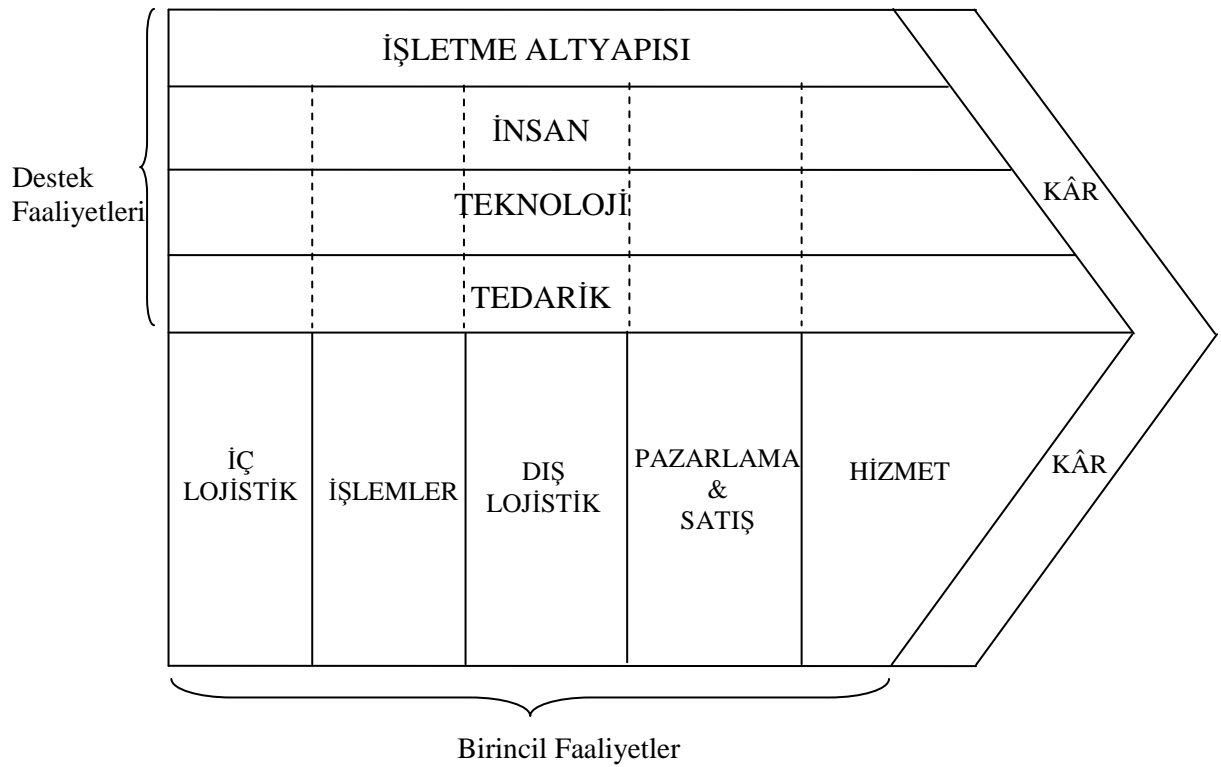 İŞLETME ALTYAPISI
İNSAN
TEKNOLOJİ
TEDARİK
Destek
Faaliyetleri
KÂR
İÇ
LOJİSTİK
İŞLEMLER
DIŞ
LOJİSTİK
PAZARLAMA
&
SATIŞ
HİZMET
KÂR
Birincil Faaliyetler